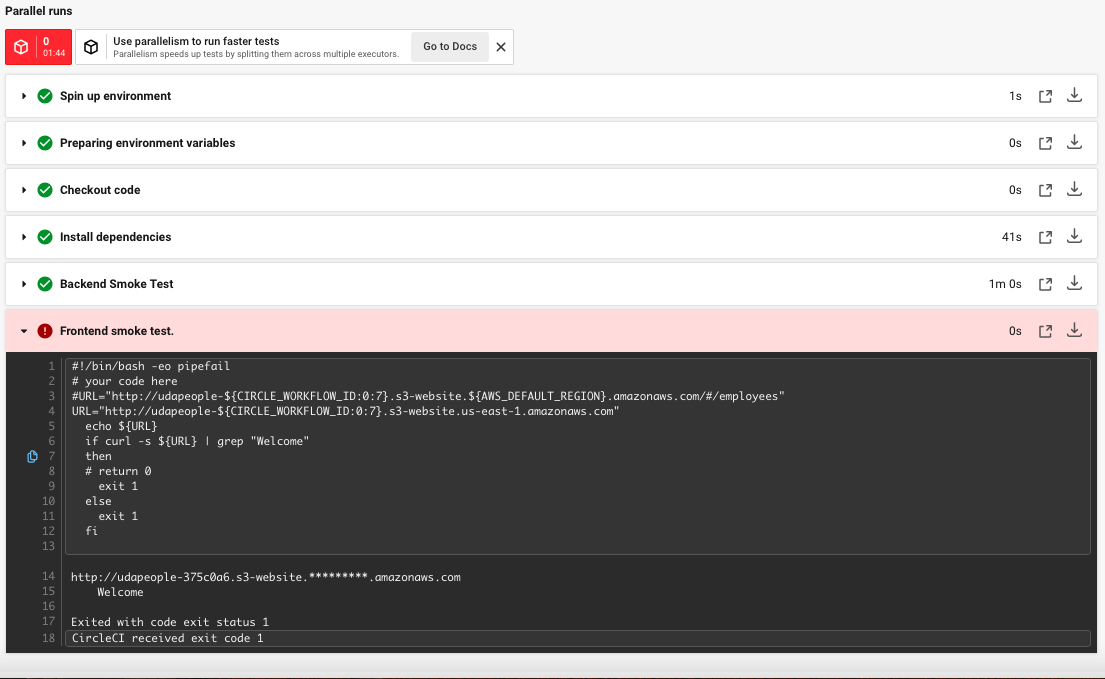 Parallel runs
0
01:44
Use parallelism to run faster tests
Parallelism speeds up tests by splitting them across multiple executors.
Go to Docs
Spin up environment 1s
Preparing environment variables 0s
Checkout code 0s
Install dependencies 41s
Backend Smoke Test 1m 0s
Frontend smoke test. 0s
1 #!/bin/bash -eo pipefail
2 # your code here
3 #URL="http://udapeople-${CIRCLE_WORKFLOW_ID:0:7}.s3-website.${AWS_DEFAULT_REGION}.amazonaws.com/#/employees"
4 URL="http://udapeople-${CIRCLE_WORKFLOW_ID:0:7}.s3-website.us-east-1.amazonaws.com"
5 echo ${URL}
6 if curl -s ${URL} | grep "Welcome"
7 then
8 # return 0
9 exit 1
10 else
11 exit 1
12 fi
13
14 http://udapeople-375c0a6.s3-website.*********.amazonaws.com
15 Welcome
16
17 Exited with code exit status 1
18 CircleCI received exit code 1